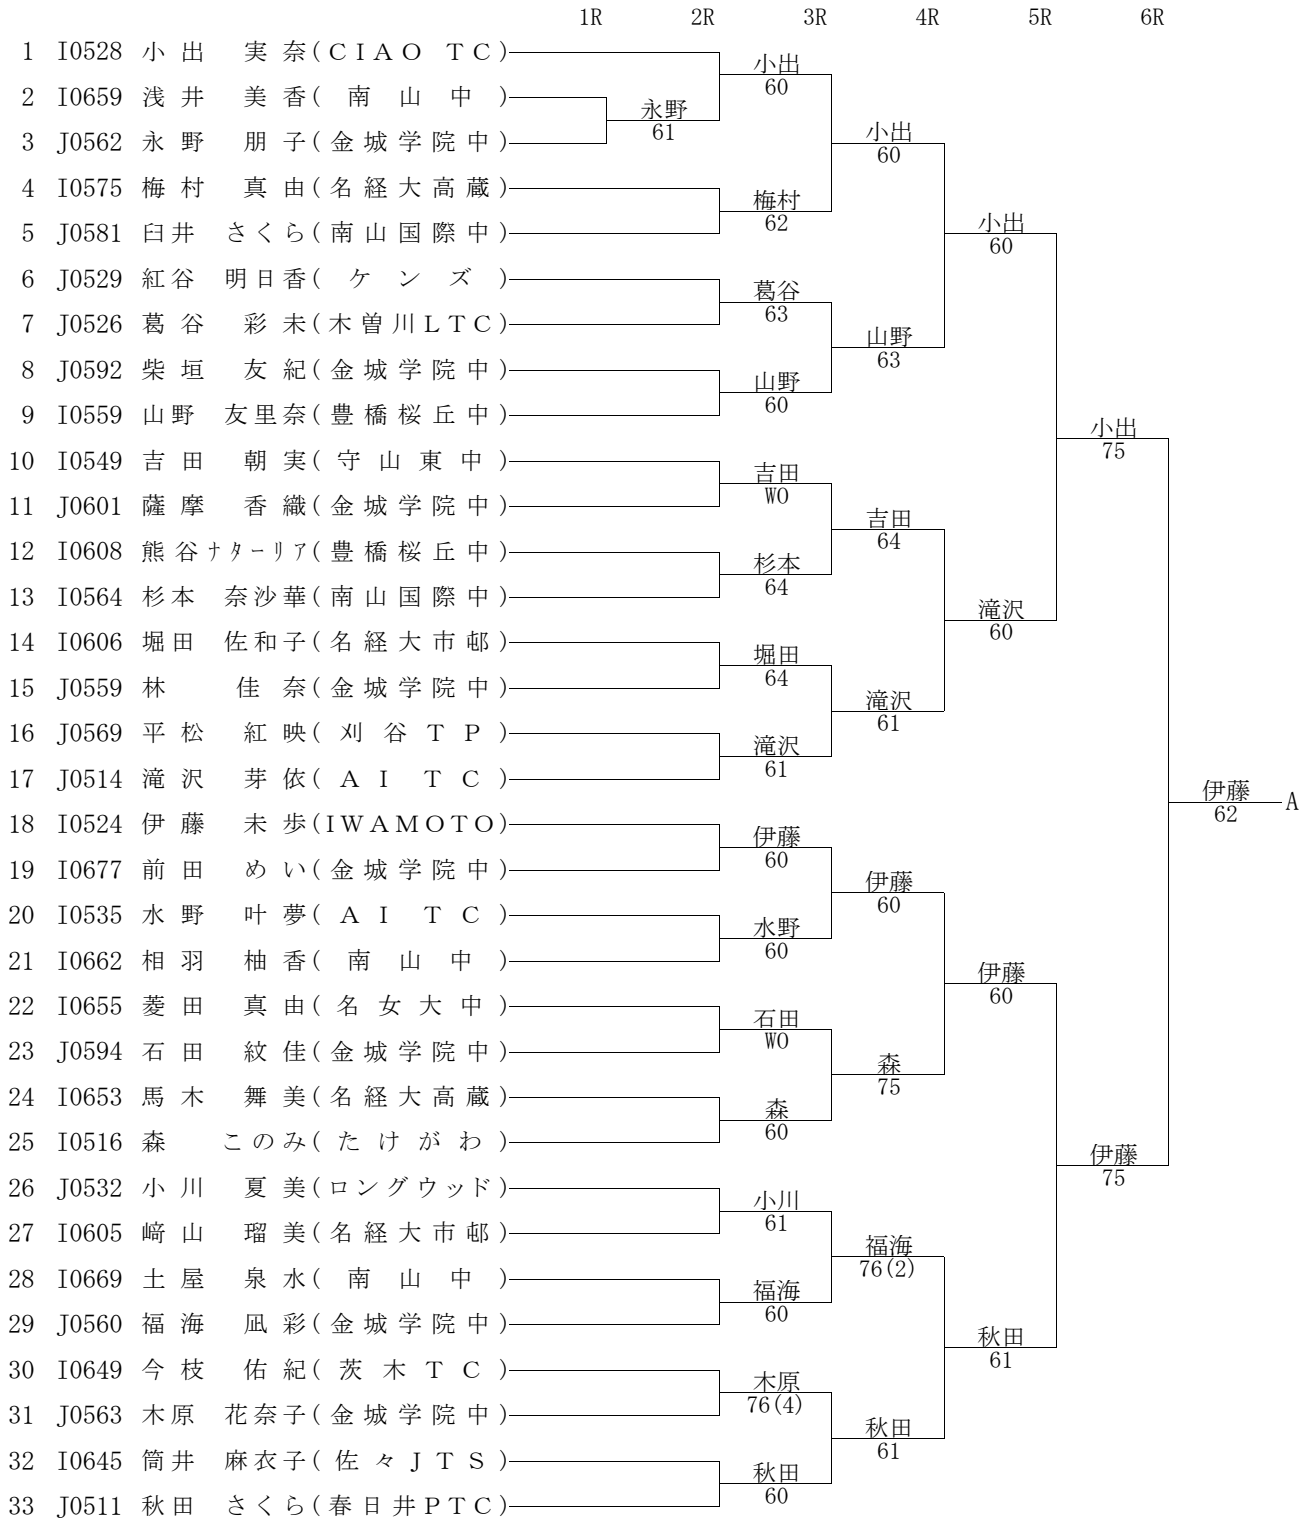 1R 2R 3R 4R 5R 6R
1 I0528 小出 実奈(CIAO TC)
小出
60
2 I0659 浅井 美香(南山中)
永野
61
小出
60
3 J0562 永野 朋子(金城学院中)
4 I0575 梅村 真由(名経大高蔵)
梅村
62
小出
60
5 J0581 臼井 さくら(南山国際中)
6 J0529 紅谷 明日香(ケンズ)
葛谷
63
7 J0526 葛谷 彩未(木曽川LTC)
山野
63
8 J0592 柴垣 友紀(金城学院中)
山野
60
9 I0559 山野 友里奈(豊橋桜丘中)
小出
75
10 I0549 吉田 朝実(守山東中)
吉田
WO
11 J0601 薩摩 香織(金城学院中)
吉田
64
12 I0608 熊谷ナターリア(豊橋桜丘中)
杉本
64
13 I0564 杉本 奈沙華(南山国際中)
滝沢
60
14 I0606 堀田 佐和子(名経大市邨)
堀田
64
15 J0559 林 佳奈(金城学院中)
滝沢
61
16 J0569 平松 紅映(刈谷TP)
滝沢
61
17 J0514 滝沢 芽依(AI TC)
伊藤
62
A
18 I0524 伊藤 未歩(IWAMOTO)
伊藤
60
19 I0677 前田 めい(金城学院中)
伊藤
60
20 I0535 水野 叶夢(AI TC)
水野
60
21 I0662 相羽 柚香(南山中)
伊藤
60
22 I0655 菱田 真由(名女大中)
石田
WO
23 J0594 石田 紋佳(金城学院中)
森
75
24 I0653 馬木 舞美(名経大高蔵)
森
60
25 I0516 森 このみ(たけがわ)
伊藤
75
26 J0532 小川 夏美(ロングウッド)
小川
61
27 I0605 﨑山 瑠美(名経大市邨)
福海
76(2)
28 I0669 土屋 泉水(南山中)
福海
60
29 J0560 福海 凪彩(金城学院中)
秋田
61
30 I0649 今枝 佑紀(茨木TC)
木原
76(4)
31 J0563 木原 花奈子(金城学院中)
秋田
61
32 I0645 筒井 麻衣子(佐々JTS)
秋田
60
33 J0511 秋田 さくら(春日井PTC)